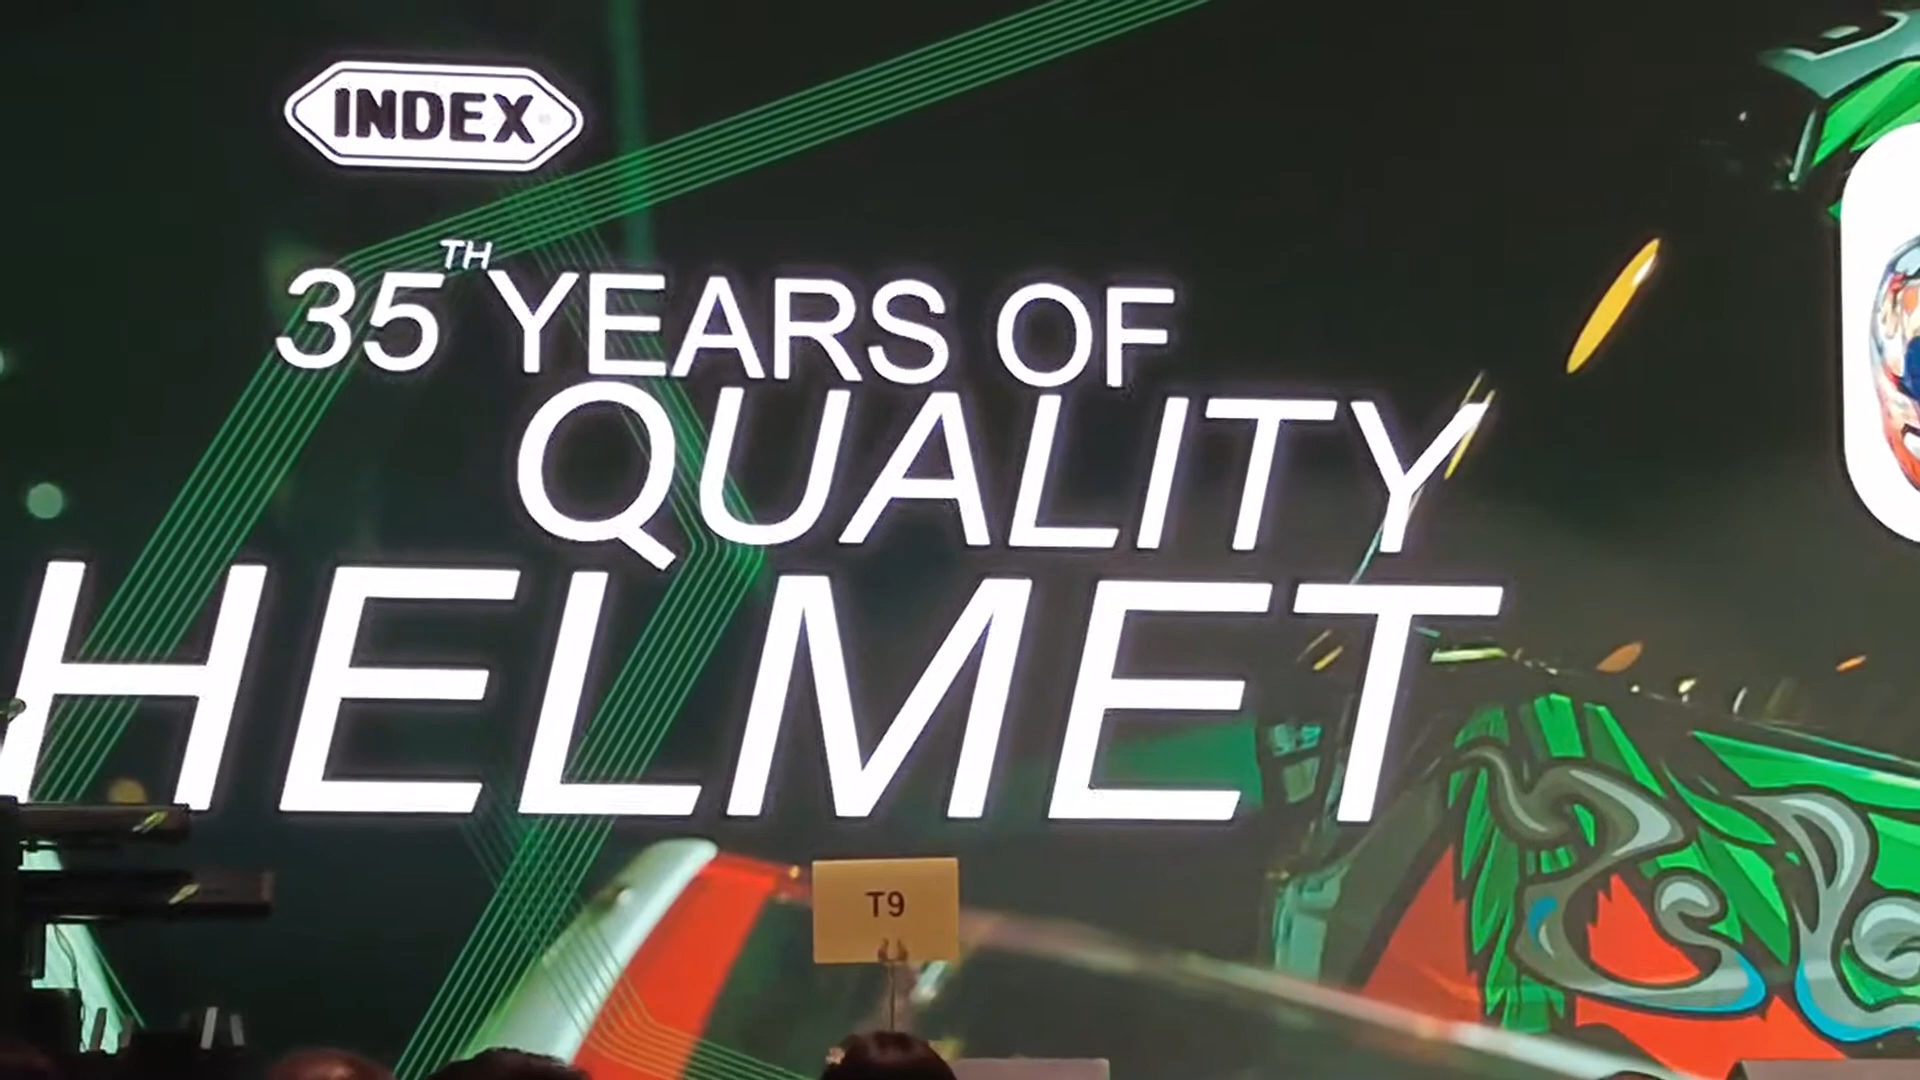 INDEX
35TH YEARS OF
QUALITY
HELMET
T9